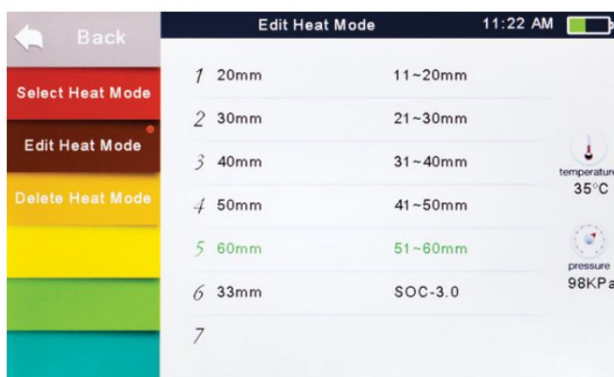 Back
Edit Heat Mode 11:22 AM
Select Heat Mode
Edit Heat Mode
Delete Heat Mode
1 20mm 11~20mm
2 30mm 21~30mm
3 40mm 31~40mm
4 50mm 41~50mm
5 60mm 51~60mm
6 33mm SOC-3.0
7
temperature
35°C
pressure
98KPa